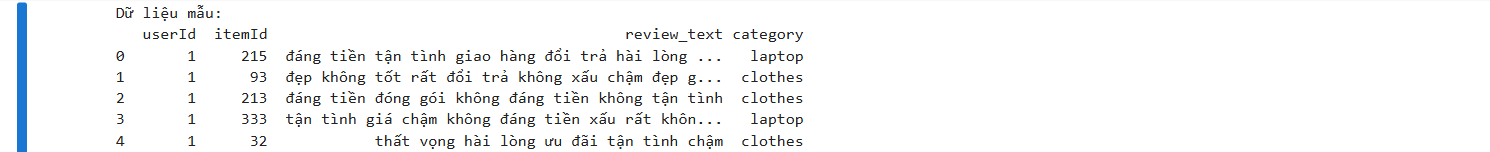 Dữ liệu mẫu:
userId itemId review_text category
0 1 215 đáng tiền tận tình giao hàng đổi trả hài lòng ... laptop
1 1 93 đẹp không tốt rất đổi trả không xấu chậm đẹp g... clothes
2 1 213 đáng tiền đóng gói không đáng tiền không tận tình clothes
3 1 333 tận tình giá chậm không đáng tiền xấu rất khôn... laptop
4 1 32 thất vọng hài lòng ưu đãi tận tình chậm clothes